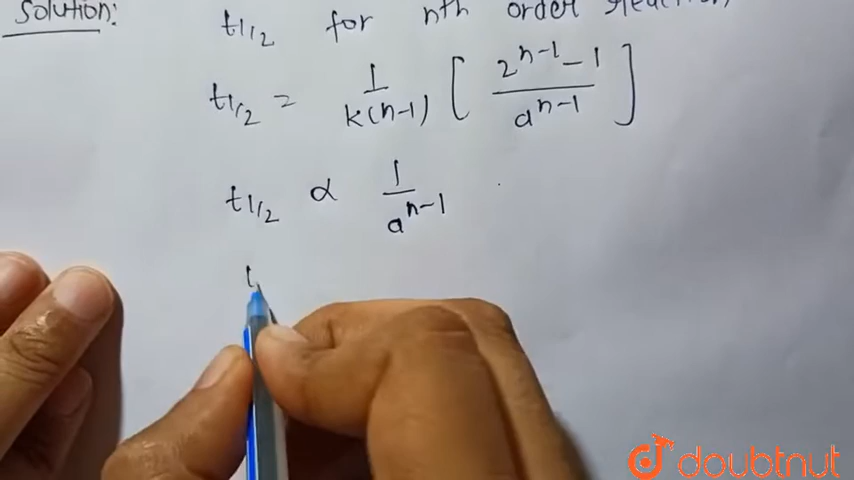 Solution:
t1/2 for nth order reaction
t1/2 = 1/k(n-1) [ 2^n-1 - 1 / a^n-1 ]
t1/2 ∝ 1/a^n-1
doubtnut